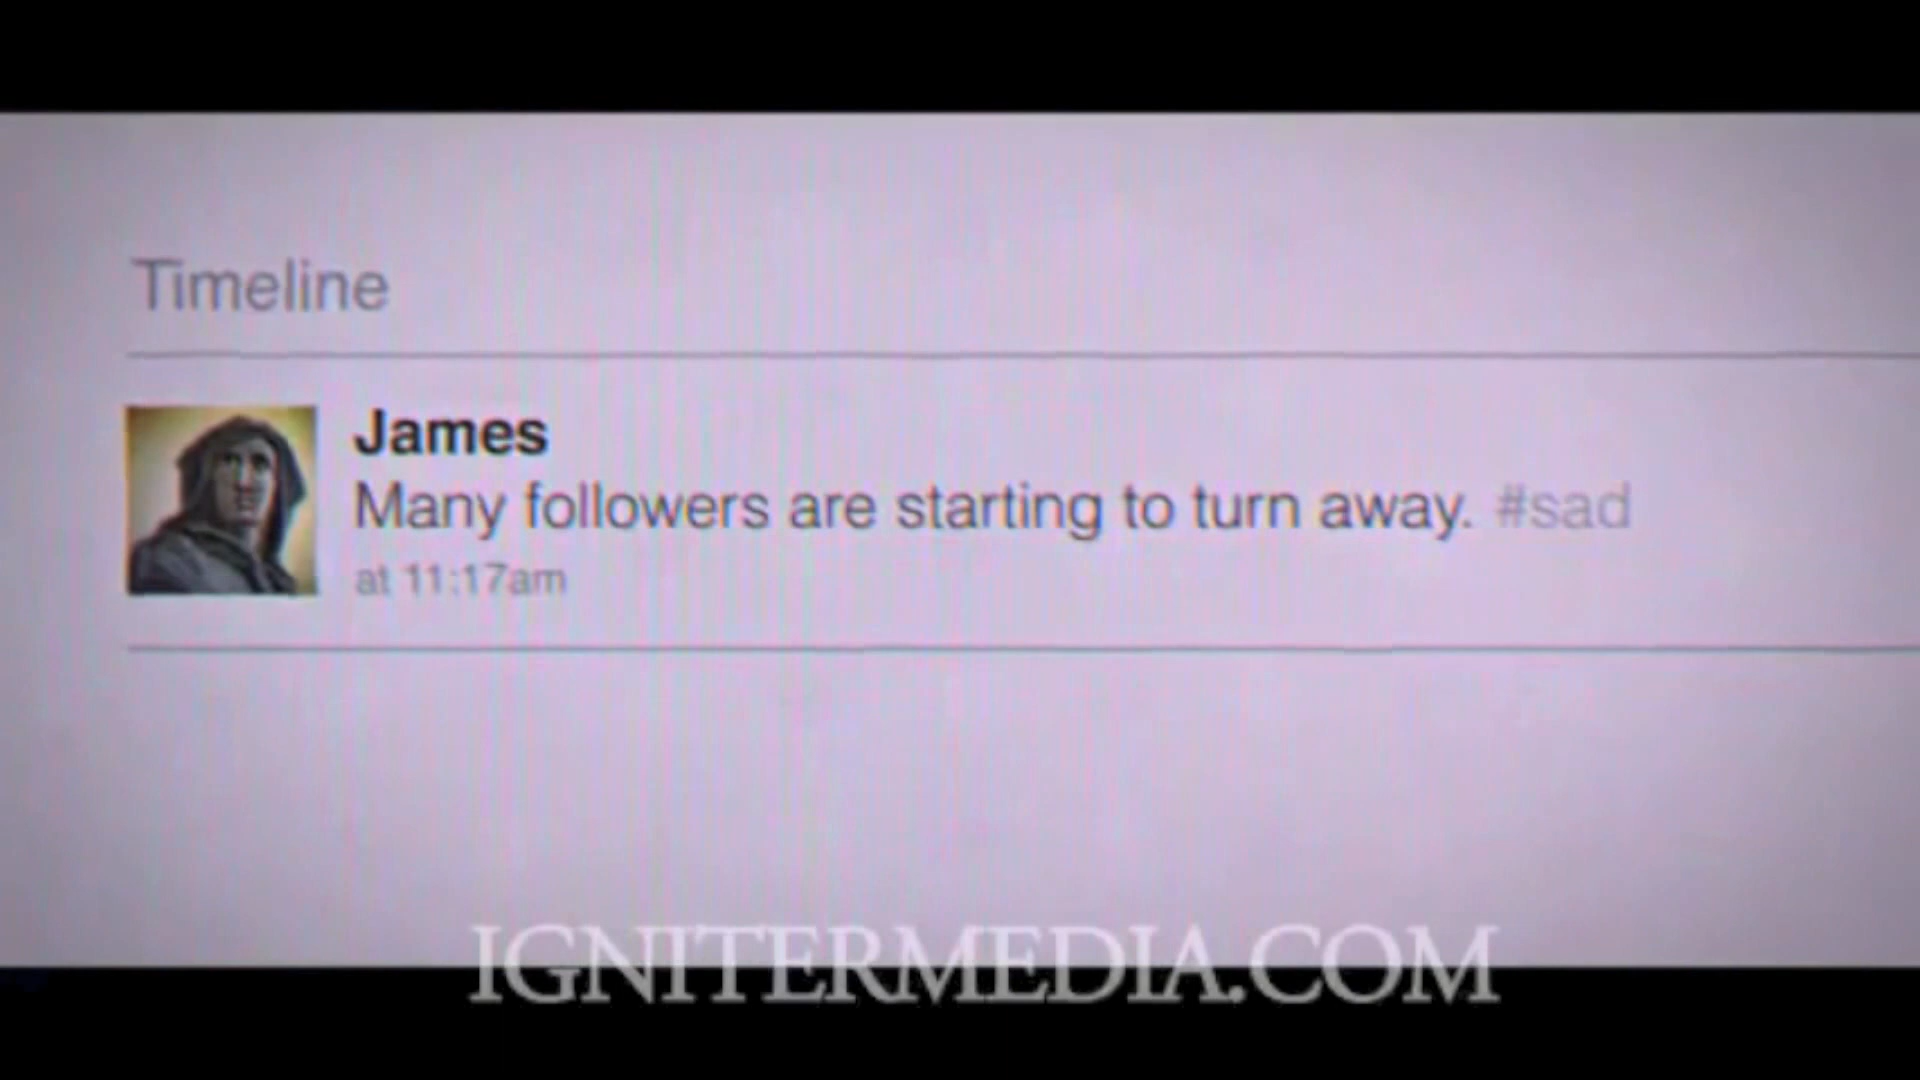 Timeline
James
Many followers are starting to turn away. #sad
at 11:17am
IGNITERMEDIA.COM